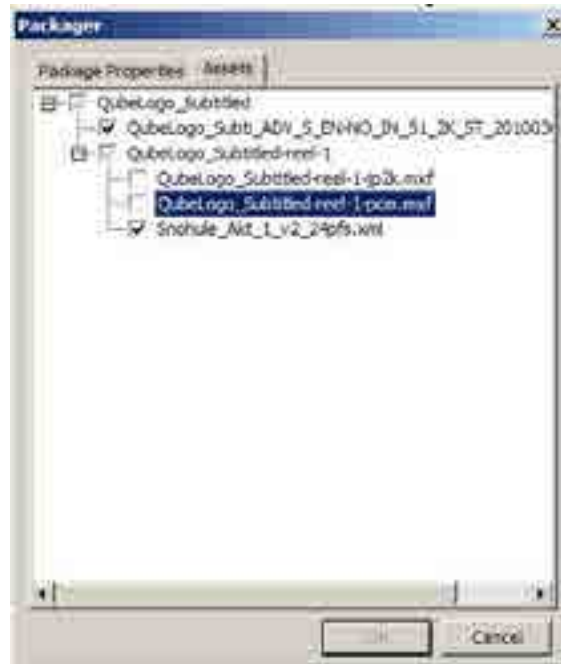 Packager
Package Properties Assets
QubeLogo_Subtitled
QubeLogo_Subti_ADV_S_EN-NO_IN_51_2K_ST_201003
QubeLogo_Subtitled-reel-1
QubeLogo_Subtitled-reel-1-jp2k.mxf
QubeLogo_Subtitled-reel-1-pcm.mxf
Snohule_Akt_1_v2_24pfs.xml
Cancel